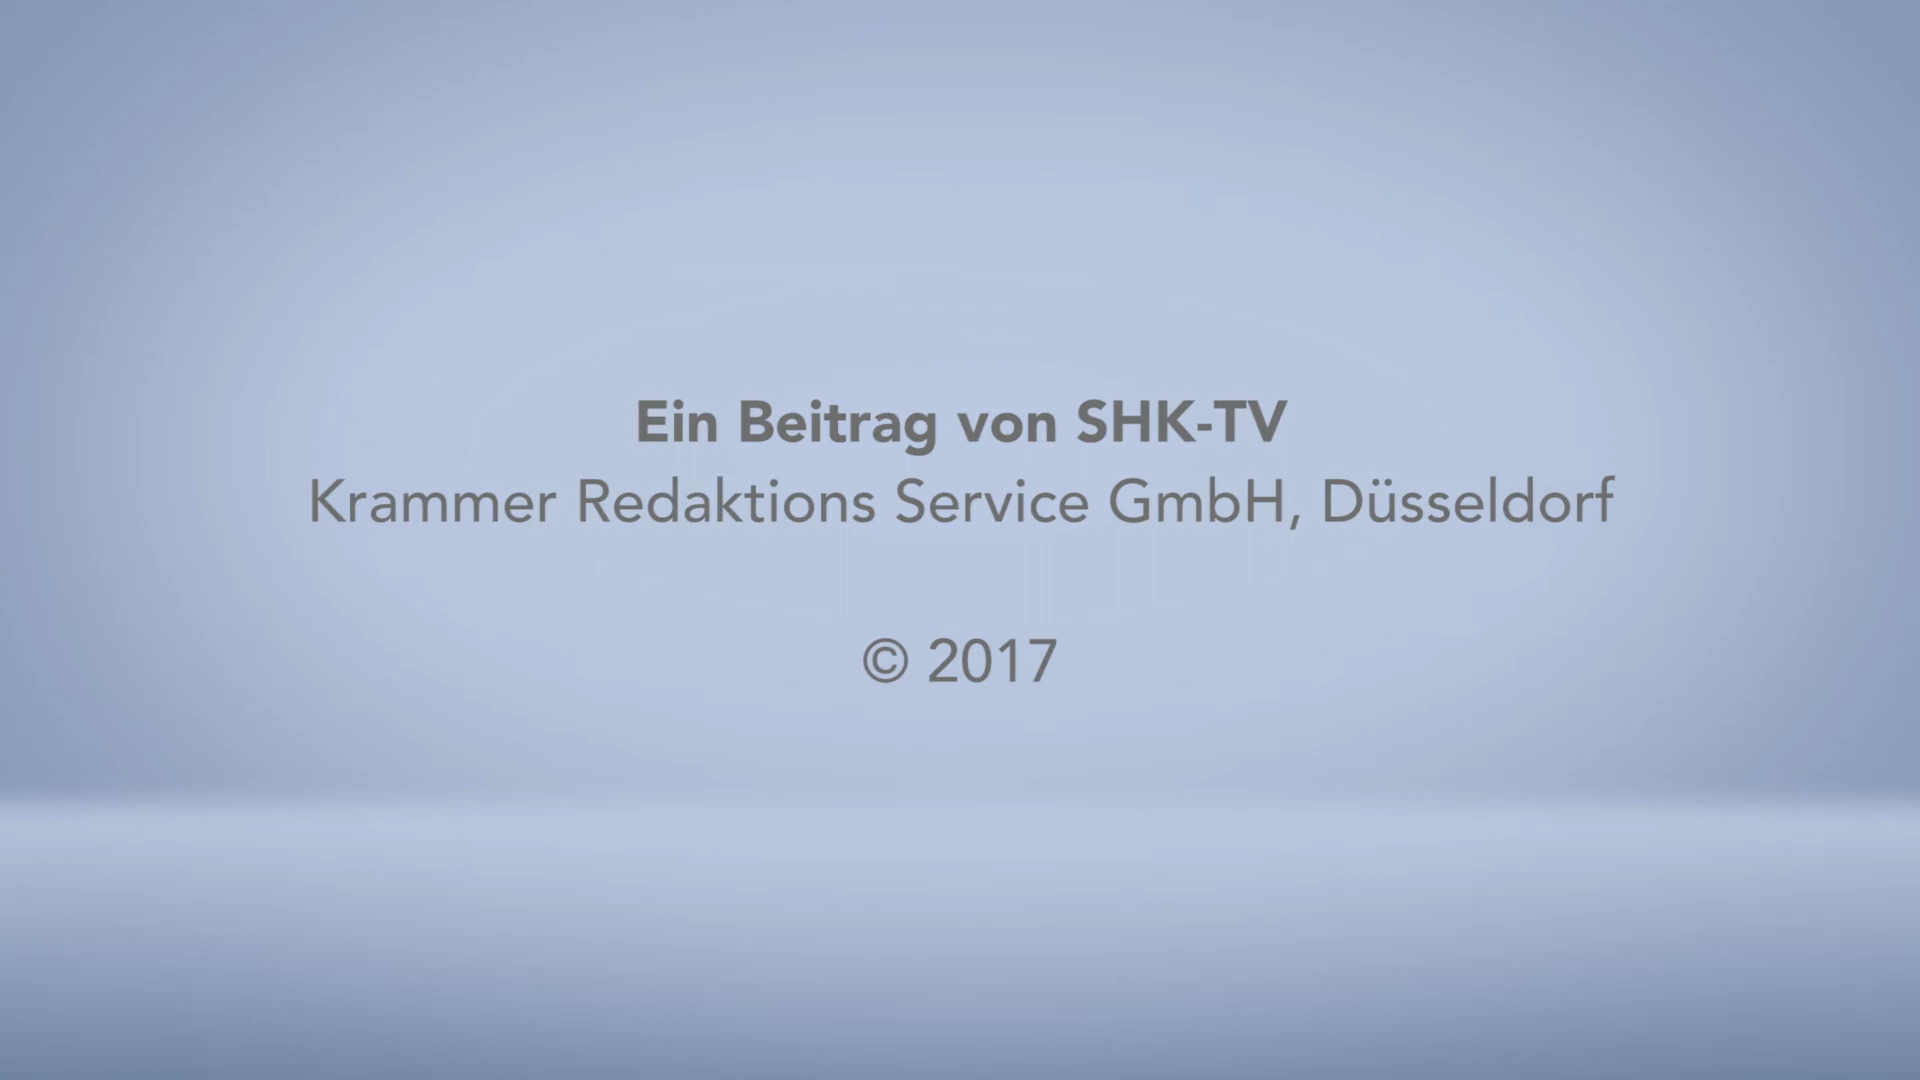 Ein Beitrag von SHK-TV
Krammer Redaktions Service GmbH, Düsseldorf
© 2017